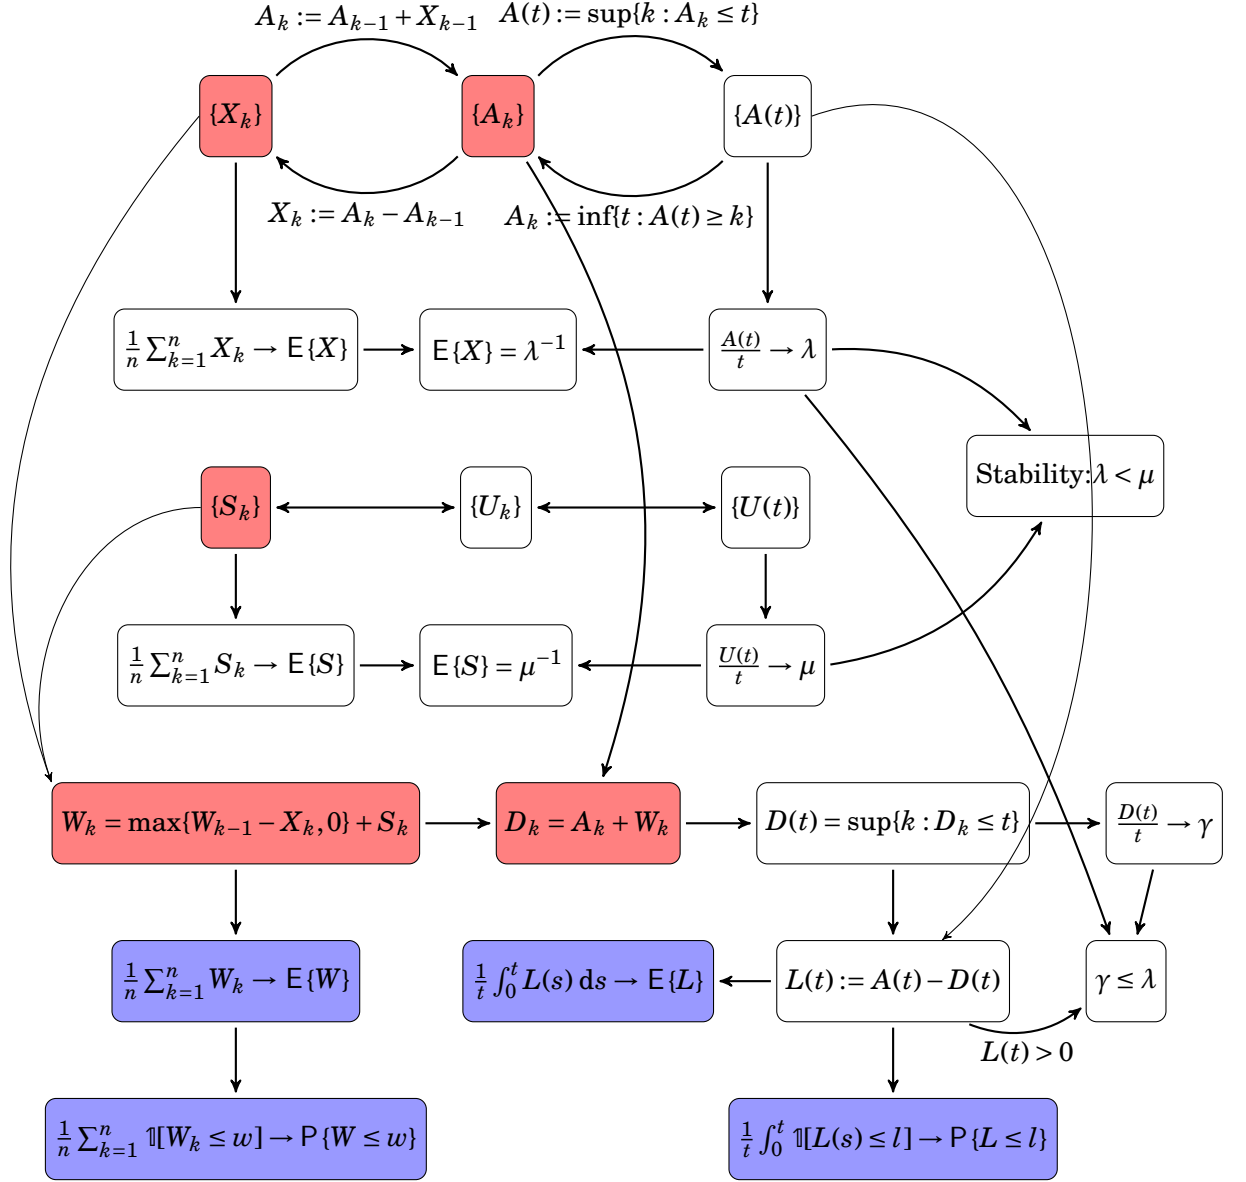 A_k := A_{k−1} + X_{k−1}
A(t) := sup{k : A_k ≤ t}
{X_k}
{A_k}
{A(t)}
X_k := A_k − A_{k−1}
A_k := inf{t : A(t) ≥ k}
1/n ∑_{k=1}^n X_k → E{X}
E{X} = λ^{−1}
A(t)/t → λ
Stability:λ < μ
{S_k}
{U_k}
{U(t)}
1/n ∑_{k=1}^n S_k → E{S}
E{S} = μ^{−1}
U(t)/t → μ
W_k = max{W_{k−1} − X_k, 0} + S_k
D_k = A_k + W_k
D(t) = sup{k : D_k ≤ t}
D(t)/t → γ
1/n ∑_{k=1}^n W_k → E{W}
1/t ∫_0^t L(s) ds → E{L}
L(t) := A(t) − D(t)
γ ≤ λ
L(t) > 0
1/n ∑_{k=1}^n 𝟙[W_k ≤ w] → P{W ≤ w}
1/t ∫_0^t 𝟙[L(s) ≤ l] → P{L ≤ l}